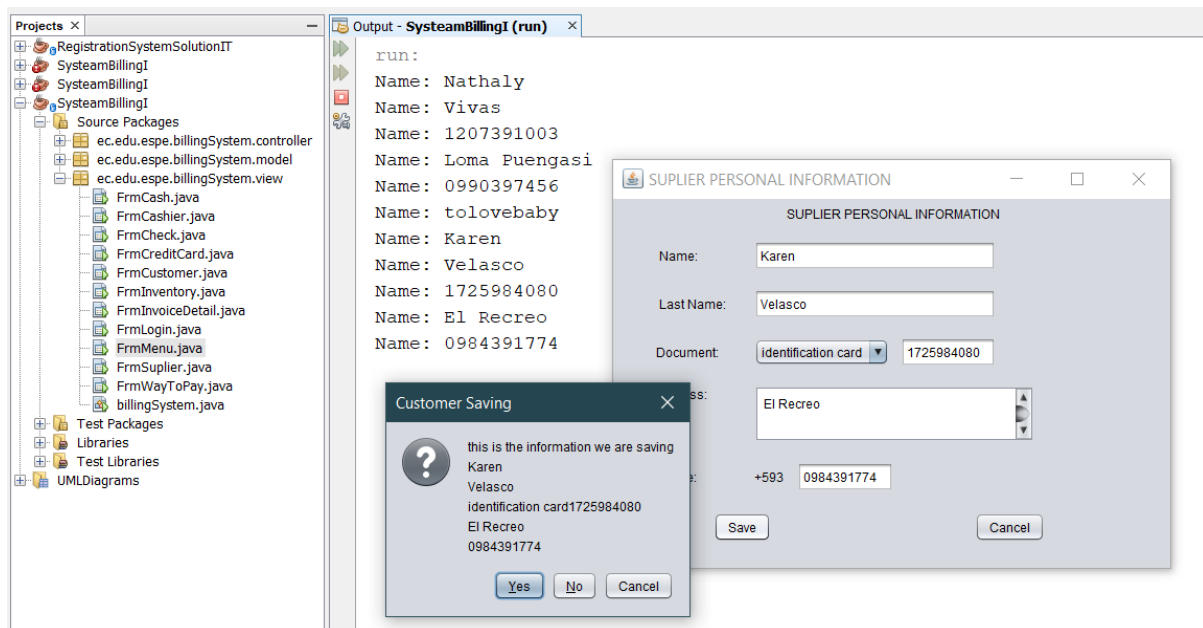 Projects ×
RegistrationSystemSolutionIT
SysteamBillingI
SysteamBillingI
SysteamBillingI
Source Packages
ec.edu.espe.billingSystem.controller
ec.edu.espe.billingSystem.model
ec.edu.espe.billingSystem.view
FrmCash.java
FrmCashier.java
FrmCheck.java
FrmCreditCard.java
FrmCustomer.java
FrmInventory.java
FrmInvoiceDetail.java
FrmLogin.java
FrmMenu.java
FrmSuplier.java
FrmWayToPay.java
billingSystem.java
Test Packages
Libraries
Test Libraries
UMLDiagrams
Output - SysteamBillingI (run) ×
run:
Name: Nathaly
Name: Vivas
Name: 1207391003
Name: Loma Puengasi
Name: 0990397456
Name: tolovebaby
Name: Karen
Name: Velasco
Name: 1725984080
Name: El Recreo
Name: 0984391774
SUPLIER PERSONAL INFORMATION
SUPLIER PERSONAL INFORMATION
Name: Karen
Last Name: Velasco
Document: identification card 1725984080
ss: El Recreo
e: +593 0984391774
Save Cancel
Customer Saving
this is the information we are saving
Karen
Velasco
identification card1725984080
El Recreo
0984391774
Yes No Cancel